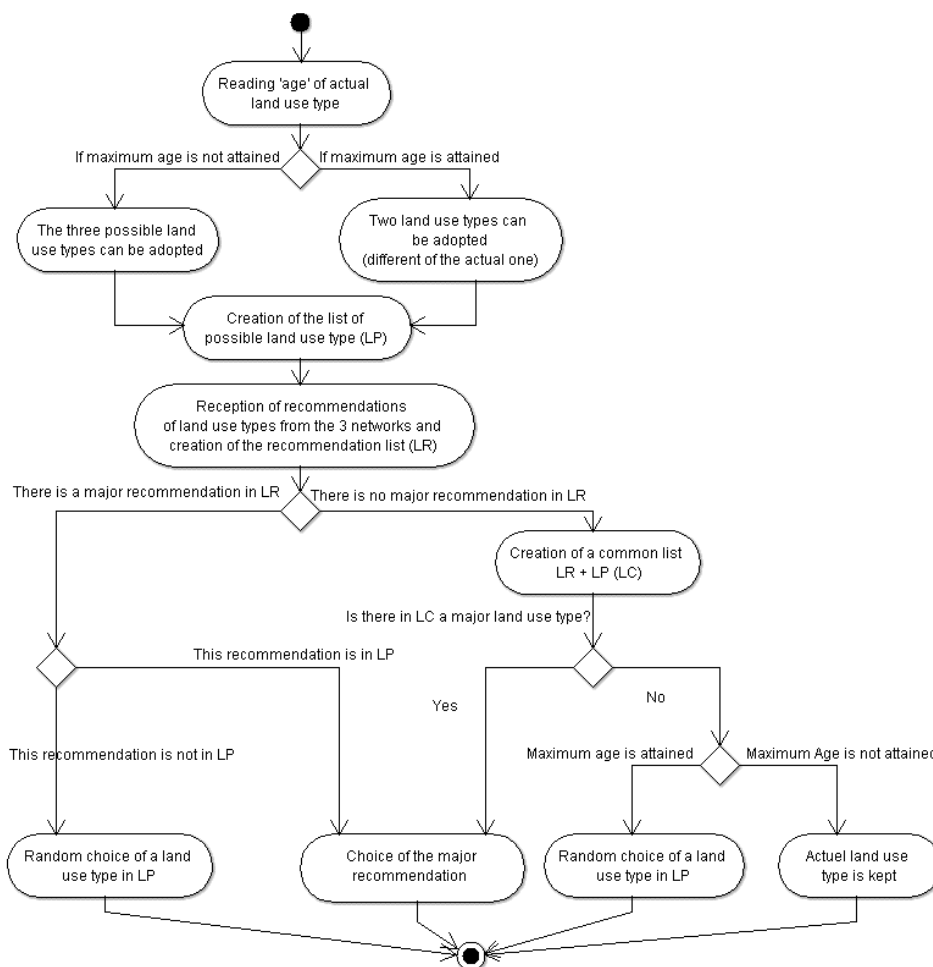 Reading 'age' of actual
land use type
If maximum age is not attained
If maximum age is attained
The three possible land
use types can be adopted
Two land use types can
be adopted
(different of the actual one)
Creation of the list of
possible land use type (LP)
Reception of recommendations
of land use types from the 3 networks and
creation of the recommendation list (LR)
There is a major recommendation in LR
There is no major recommendation in LR
Creation of a common list
LR + LP (LC)
Is there in LC a major land use type?
This recommendation is in LP
Yes
No
This recommendation is not in LP
Maximum age is attained
Maximum Age is not attained
Random choice of a land
use type in LP
Choice of the major
recommendation
Random choice of a land
use type in LP
Actuel land use
type is kept